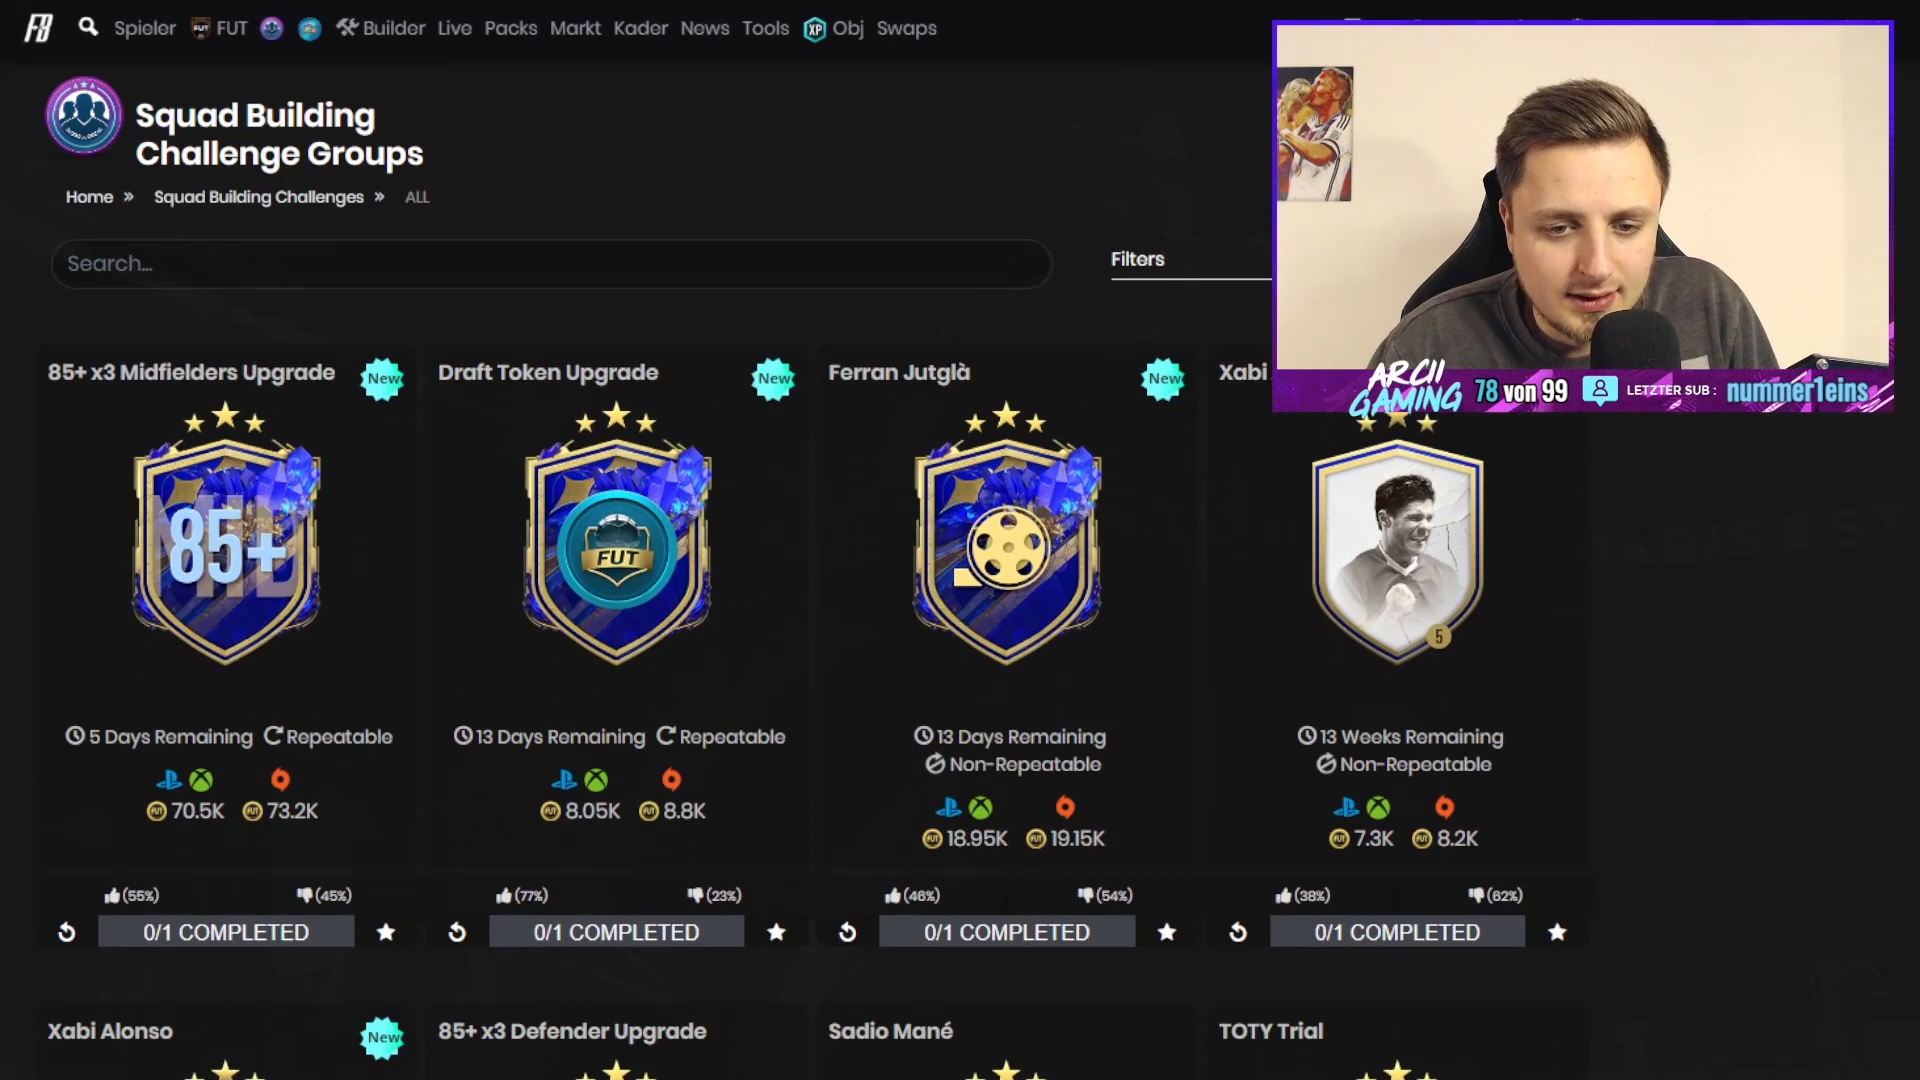 Spieler FUT Builder Live Packs Markt Kader News Tools XP Obj Swaps
Squad Building
Challenge Groups
Home » Squad Building Challenges » ALL
Search...
Filters
ARCII
GAMING
78 von 99
LETZTER SUB :
nummer1eins
85+ x3 Midfielders Upgrade
New
Draft Token Upgrade
New
Ferran Jutglà
New
Xabi
85+
FUT
5
5 Days Remaining Repeatable
13 Days Remaining Repeatable
13 Days Remaining
Non-Repeatable
13 Weeks Remaining
Non-Repeatable
70.5K 73.2K
8.05K 8.8K
18.95K 19.15K
7.3K 8.2K
(55%) (45%)
(77%) (23%)
(46%) (54%)
(38%) (62%)
0/1 COMPLETED
0/1 COMPLETED
0/1 COMPLETED
0/1 COMPLETED
Xabi Alonso
New
85+ x3 Defender Upgrade
Sadio Mané
TOTY Trial